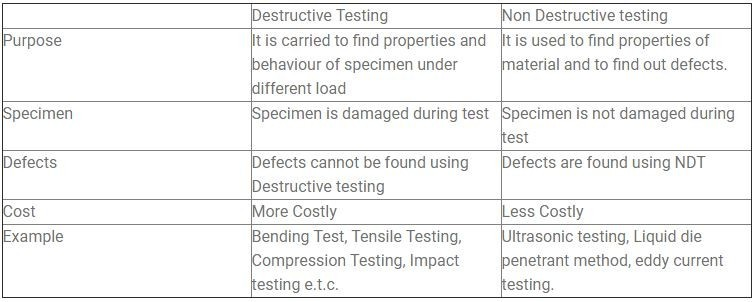 Destructive Testing Non Destructive testing
Purpose It is carried to find properties and It is used to find properties of
behaviour of specimen under material and to find out defects.
different load
Specimen Specimen is damaged during test Specimen is not damaged during
test
Defects Defects cannot be found using Defects are found using NDT
Destructive testing
Cost More Costly Less Costly
Example Bending Test, Tensile Testing, Ultrasonic testing, Liquid die
Compression Testing, Impact penetrant method, eddy current
testing e.t.c. testing.